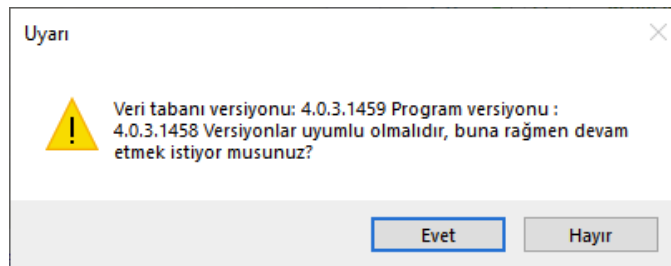 Uyarı
Veri tabanı versiyonu: 4.0.3.1459 Program versiyonu :
4.0.3.1458 Versiyonlar uyumlu olmalıdır, buna rağmen devam
etmek istiyor musunuz?
Evet
Hayır